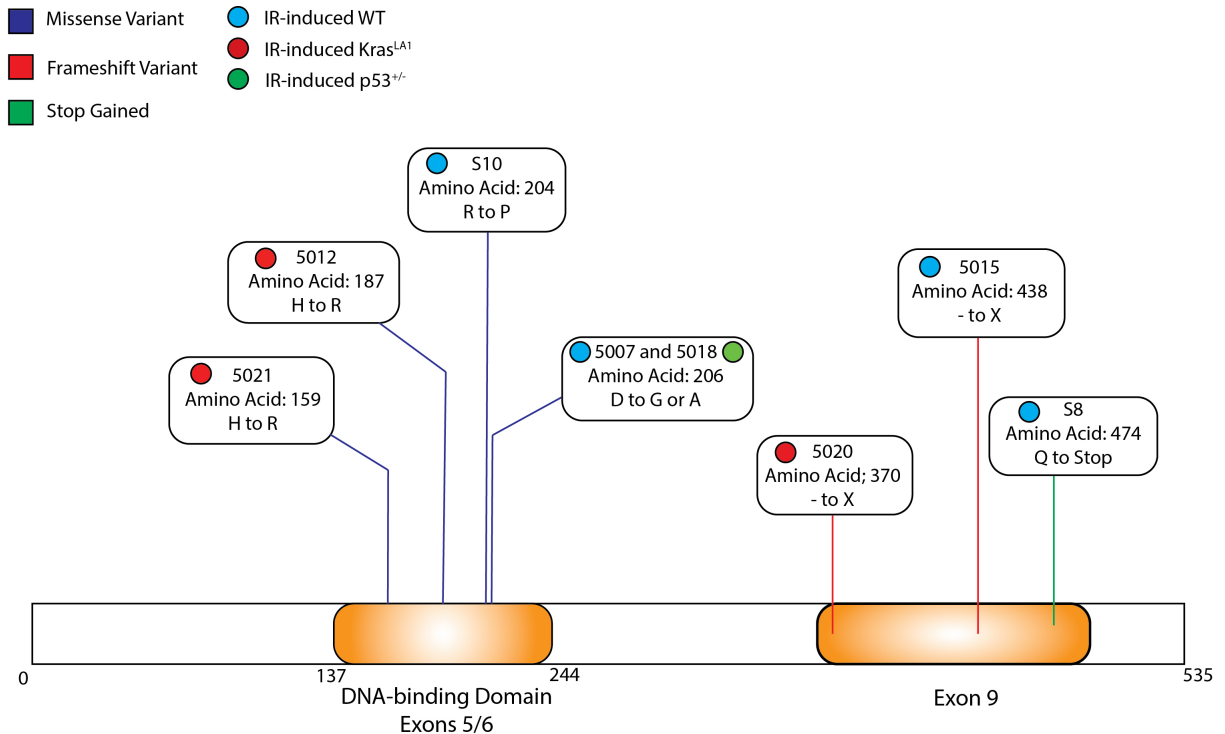 Missense Variant
Frameshift Variant
Stop Gained
IR-induced WT
IR-induced Kras^LA1
IR-induced p53^+/-
S10
Amino Acid: 204
R to P
5012
Amino Acid: 187
H to R
5015
Amino Acid: 438
- to X
5007 and 5018
Amino Acid: 206
D to G or A
5021
Amino Acid: 159
H to R
S8
Amino Acid: 474
Q to Stop
5020
Amino Acid; 370
- to X
0
137
244
535
DNA-binding Domain
Exons 5/6
Exon 9